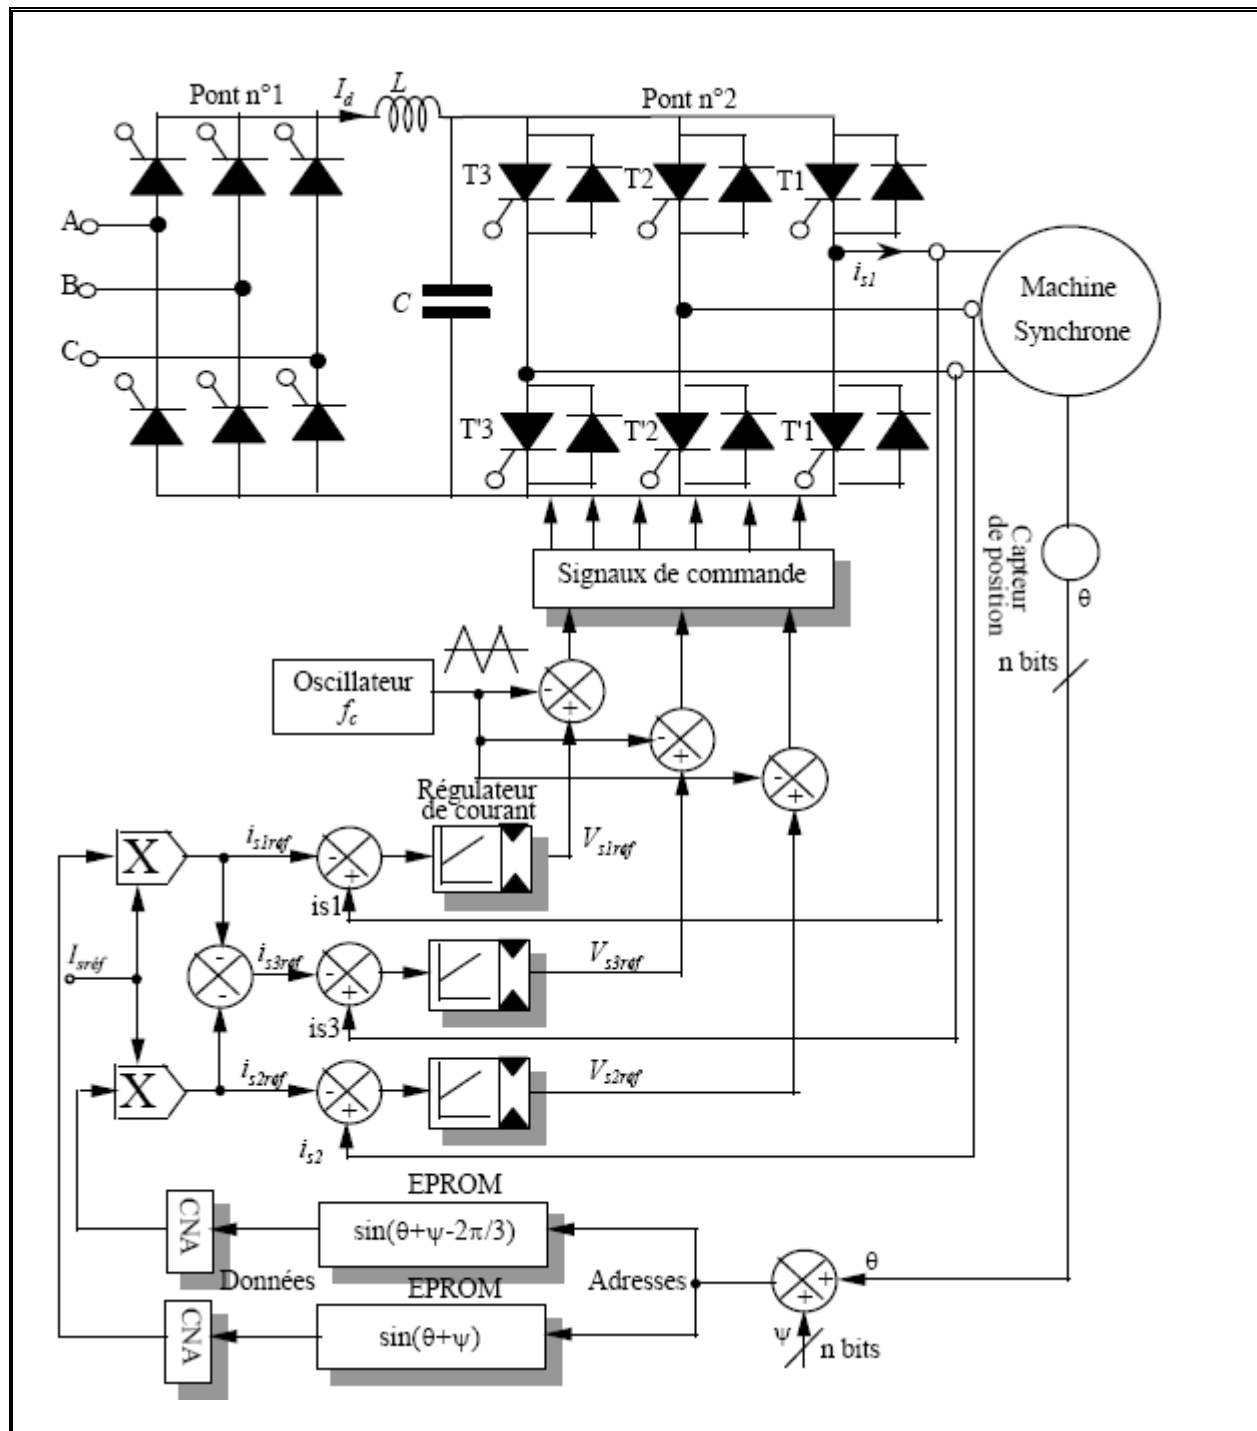 Pont n°1
I_d
L
Pont n°2
T3
T2
T1
A
B
C
C
i_s1
Machine
Synchrone
T'3
T'2
T'1
Signaux de commande
Capteur
de position
θ
n bits
Oscillateur
f_c
Régulateur
de courant
X
i_s1réf
V_s1réf
is1
I_sréf
i_s3réf
V_s3réf
is3
X
i_s2réf
V_s2réf
i_s2
EPROM
CNA
sin(θ+ψ-2π/3)
θ
Données
EPROM
Adresses
CNA
sin(θ+ψ)
ψ
n bits